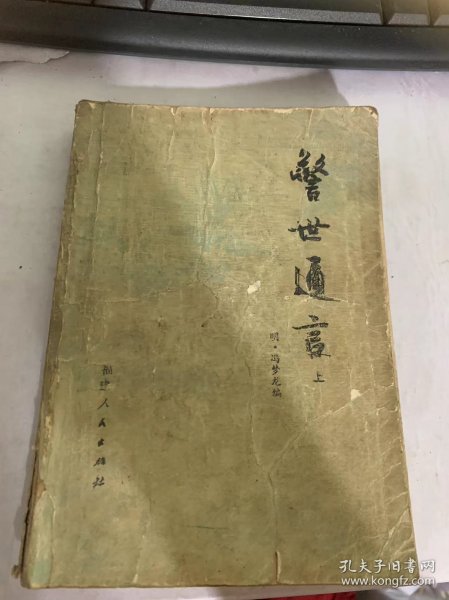 警世通言
上
明·冯梦龙编
福建人民出版社
孔夫子旧书网
www.kongfz.com